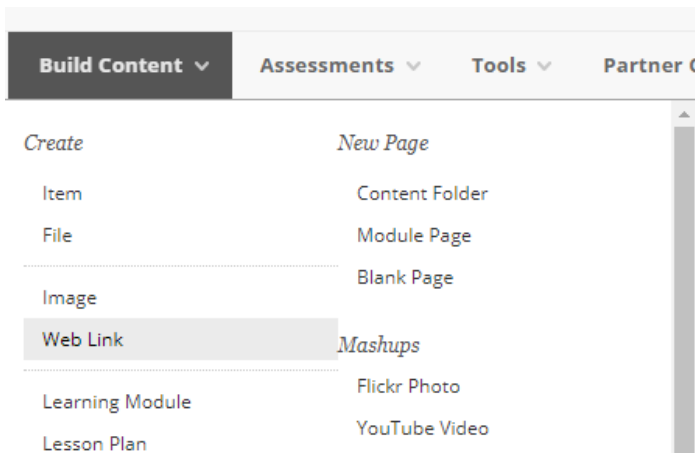 Build Content Assessments Tools Partner
Create
Item
File
Image
Web Link
Learning Module
Lesson Plan
New Page
Content Folder
Module Page
Blank Page
Mashups
Flickr Photo
YouTube Video